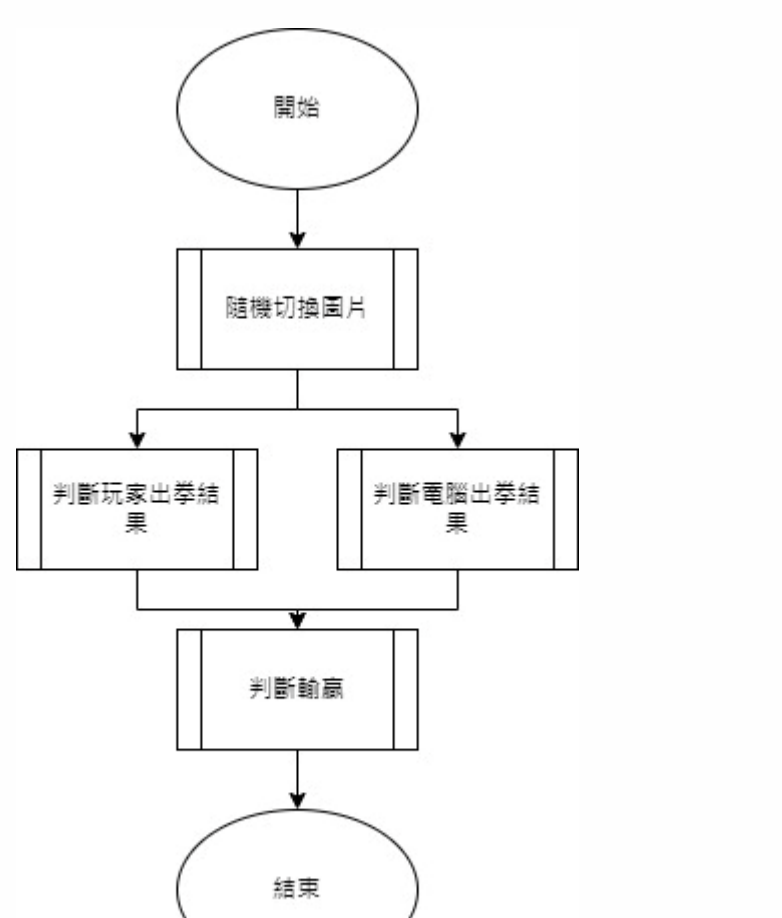 開始
隨機切換圖片
判斷玩家出拳結
果
判斷電腦出拳結
果
判斷輸贏
結束